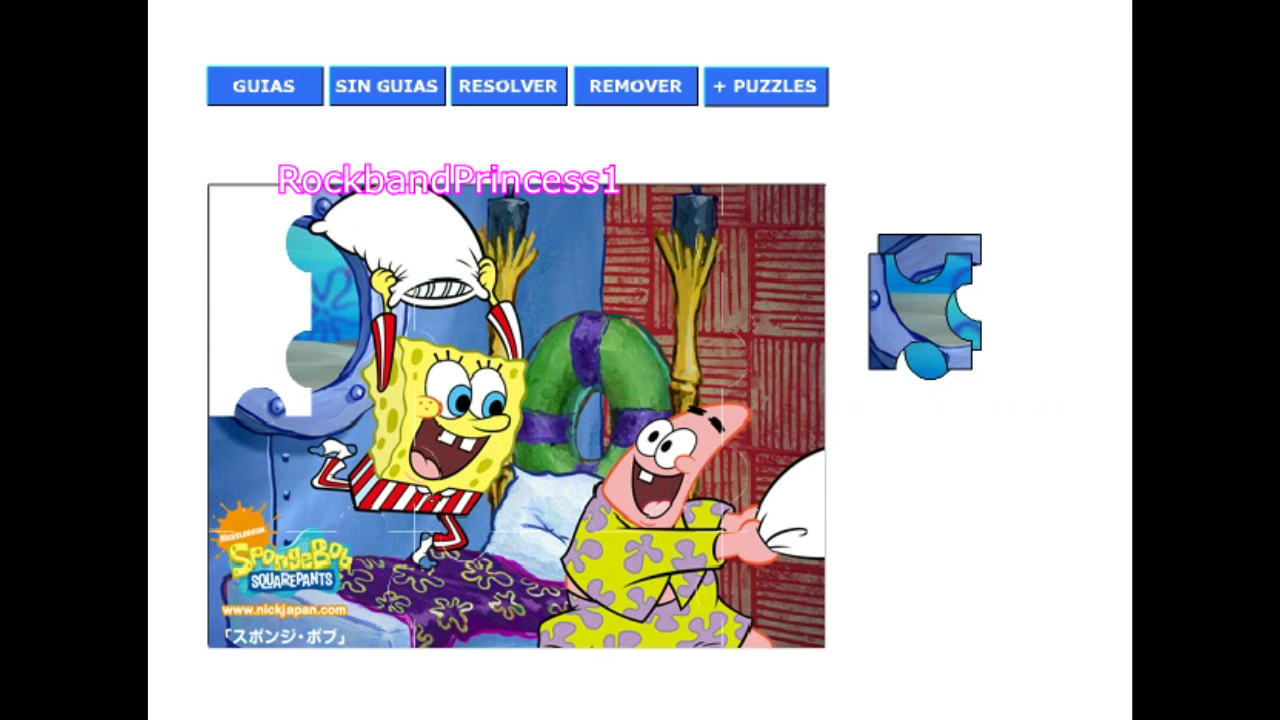 GUIAS SIN GUIAS RESOLVER REMOVER + PUZZLES
RockbandPrincess1
NICKELODEON
SpongeBob
SQUAREPANTS
www.nickjapan.com
「スポンジ・ボブ」